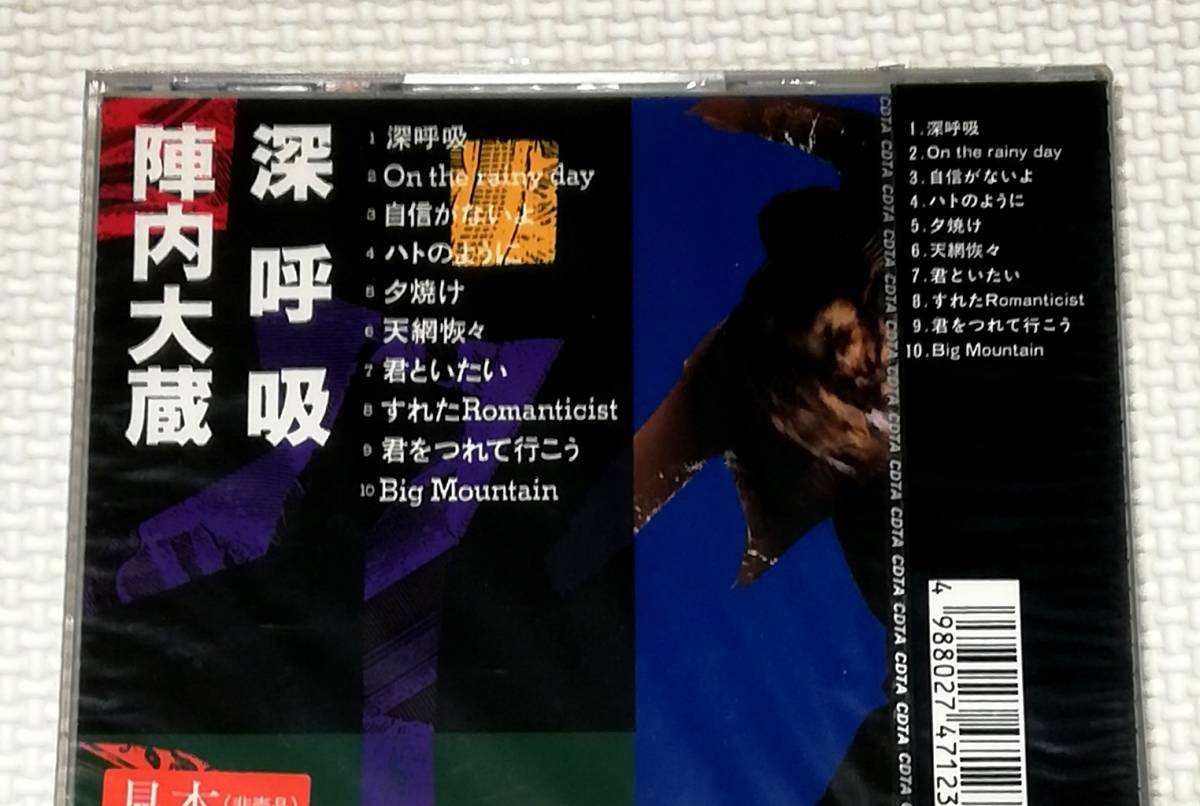 陣内大蔵
深呼吸
1 深呼吸
2 On the rainy day
3 自信がないよ
4 ハトのように
5 夕焼け
6 天網恢々
7 君といたい
8 すれたRomanticist
9 君をつれて行こう
10 Big Mountain
見本(非売品)
CDTA CDTA CDTA CDTA CDTA CDTA CDTA CDTA CDTA CDTA CDTA CDTA CDTA CDTA CDTA CDTA
1.深呼吸
2.On the rainy day
3.自信がないよ
4.ハトのように
5.夕焼け
6.天網恢々
7.君といたい
8.すれたRomanticist
9.君をつれて行こう
10.Big Mountain
4 988027 47123